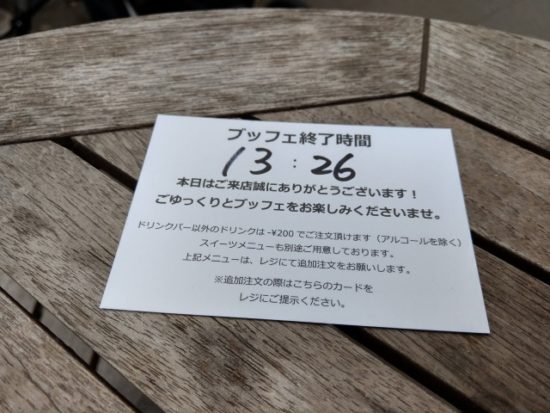 ブッフェ終了時間
13:26
本日はご来店誠にありがとうございます！
ごゆっくりとブッフェをお楽しみくださいませ。
ドリンクバー以外のドリンクは -¥200 でご注文頂けます（アルコールを除く）
スイーツメニューも別途ご用意しております。
上記メニューは、レジにて追加注文をお願いします。
※追加注文の際はこちらのカードを
レジにご提示ください。